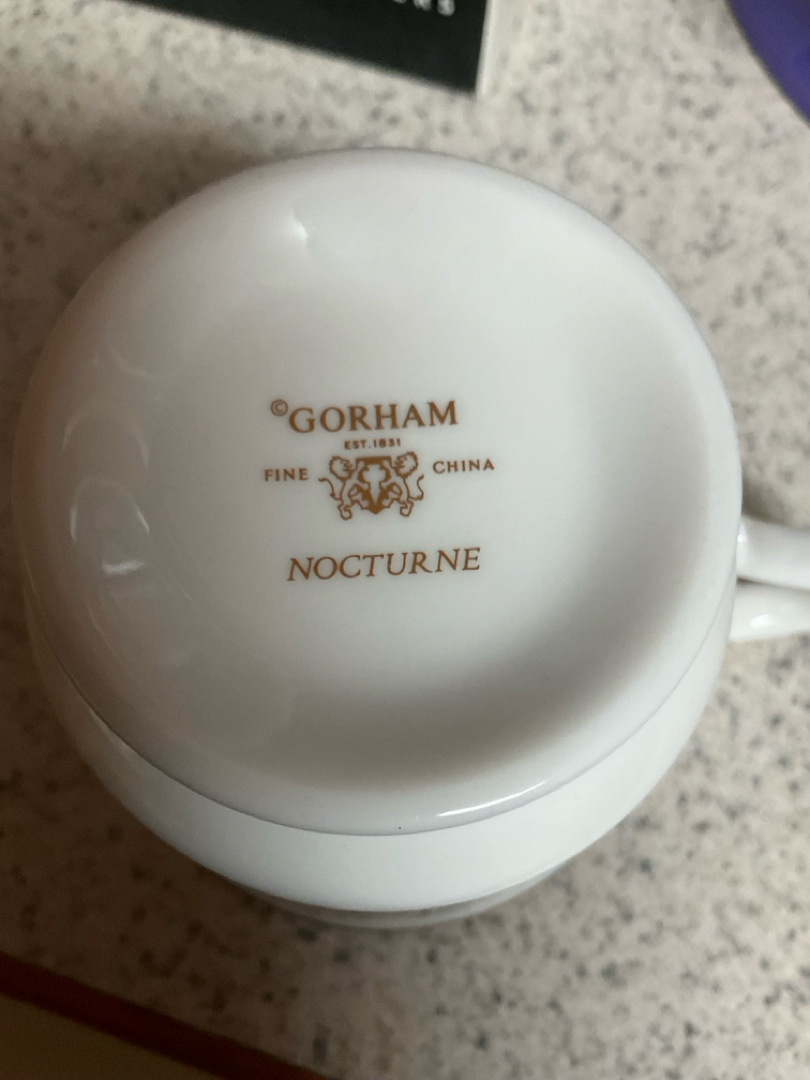 ©GORHAM
EST. 1831
FINE CHINA
NOCTURNE